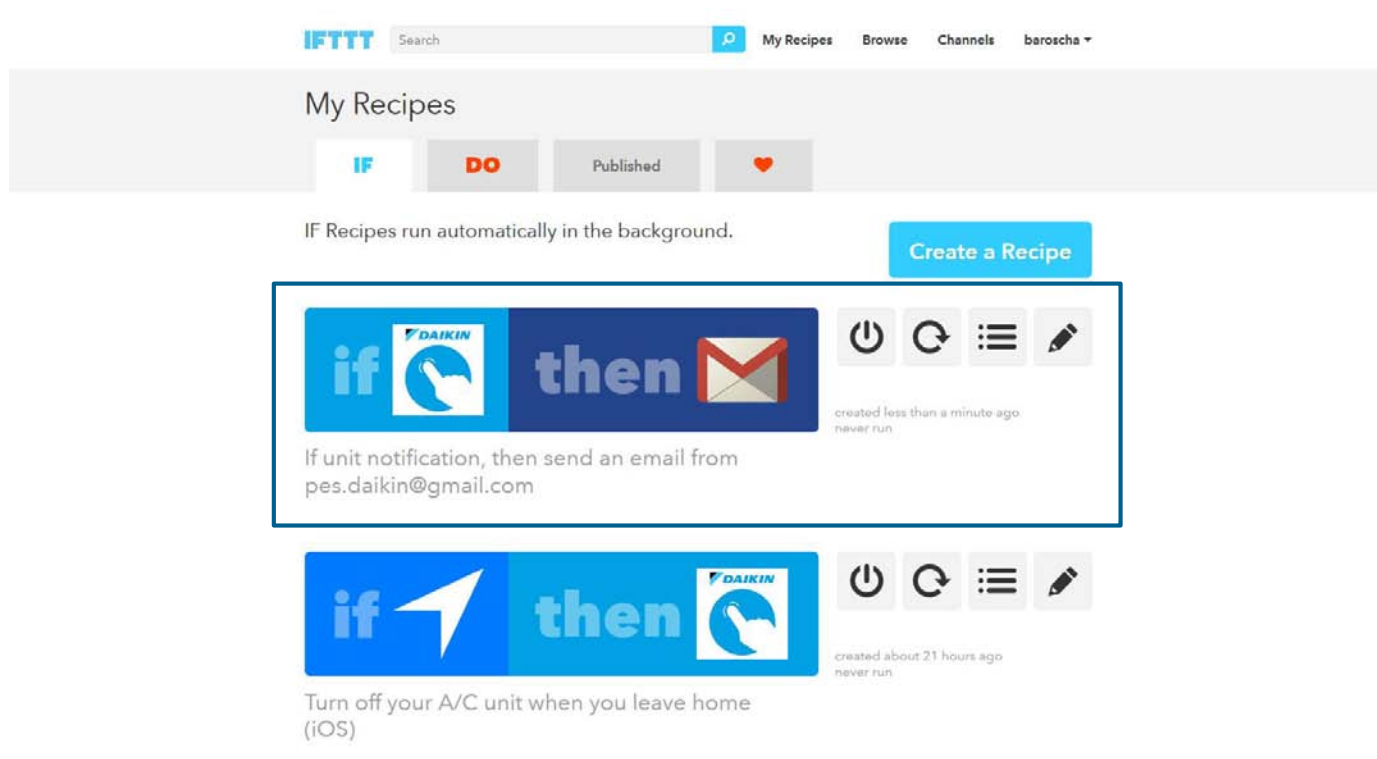 IFTTT Search My Recipes Browse Channels baroscha
My Recipes
IF DO Published
IF Recipes run automatically in the background.
Create a Recipe
if DAIKIN then
created less than a minute ago
never run
If unit notification, then send an email from
pes.daikin@gmail.com
if then DAIKIN
created about 21 hours ago
never run
Turn off your A/C unit when you leave home
(iOS)